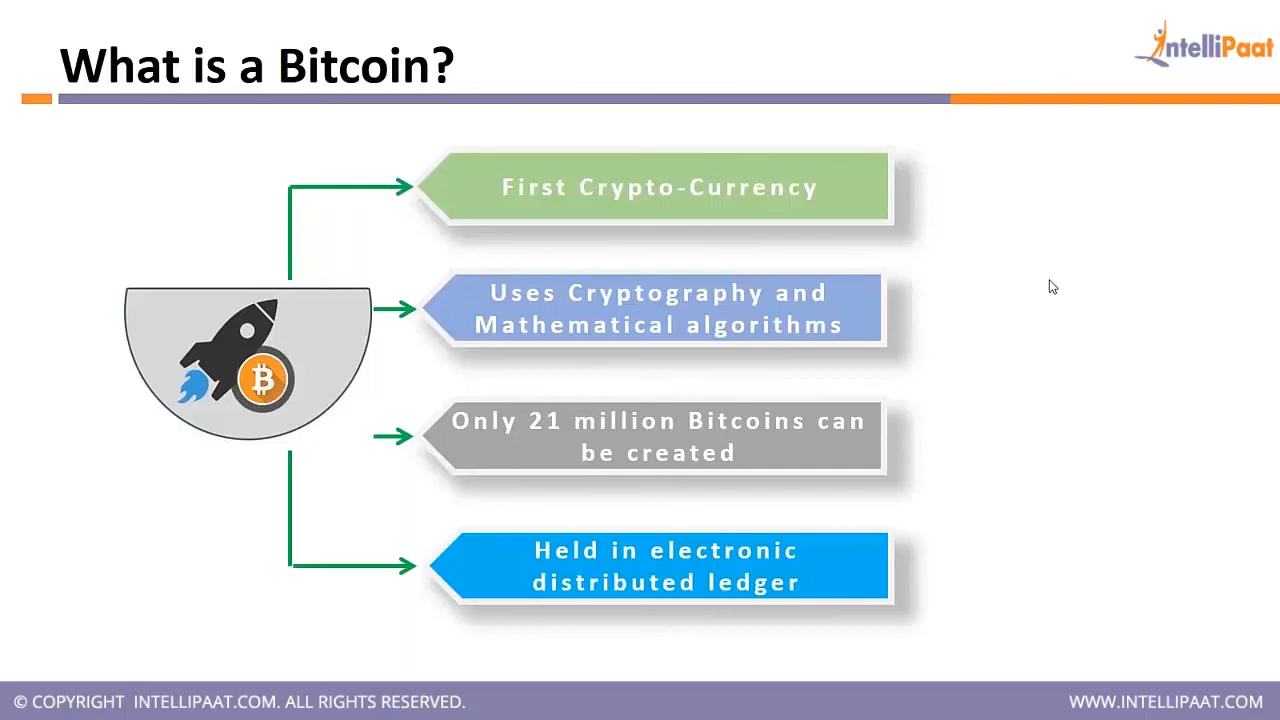 What is a Bitcoin?
IntelliPaat
First Crypto-Currency
Uses Cryptography and
Mathematical algorithms
Only 21 million Bitcoins can
be created
Held in electronic
distributed ledger
© COPYRIGHT INTELLIPAAT.COM. ALL RIGHTS RESERVED.
WWW.INTELLIPAAT.COM